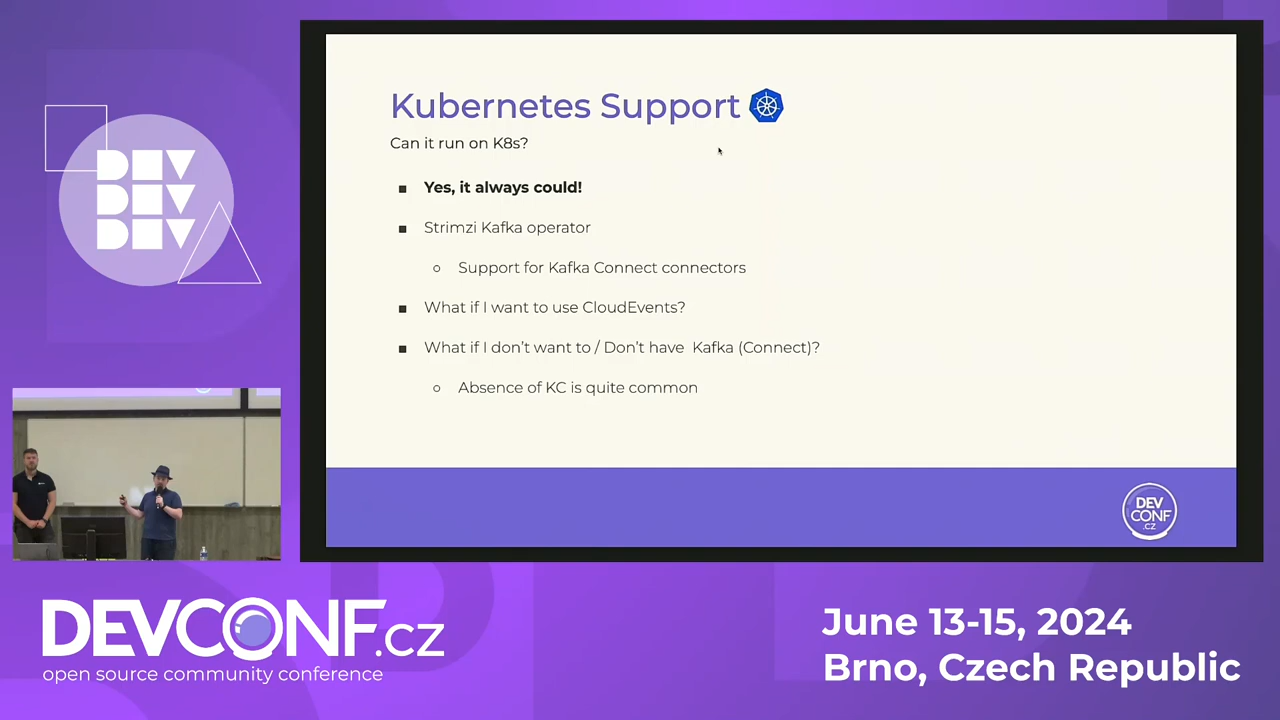 DEV
DEV
DEV
Kubernetes Support
Can it run on K8s?
Yes, it always could!
Strimzi Kafka operator
Support for Kafka Connect connectors
What if I want to use CloudEvents?
What if I don't want to / Don't have Kafka (Connect)?
Absence of KC is quite common
DEV
CONF
.CZ
DEVCONF.cz
open source community conference
June 13-15, 2024
Brno, Czech Republic